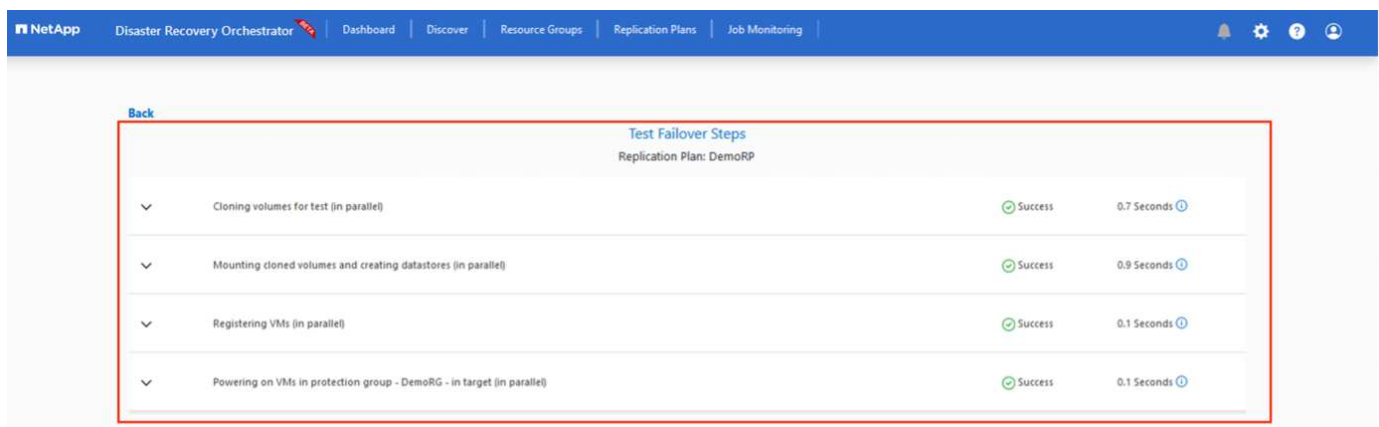 NetApp Disaster Recovery Orchestrator Dashboard Discover Resource Groups Replication Plans Job Monitoring
Back
Test Failover Steps
Replication Plan: DemoRP
Cloning volumes for test (in parallel) Success 0.7 Seconds
Mounting cloned volumes and creating datastores (in parallel) Success 0.9 Seconds
Registering VMs (in parallel) Success 0.1 Seconds
Powering on VMs in protection group - DemoRG - in target (in parallel) Success 0.1 Seconds